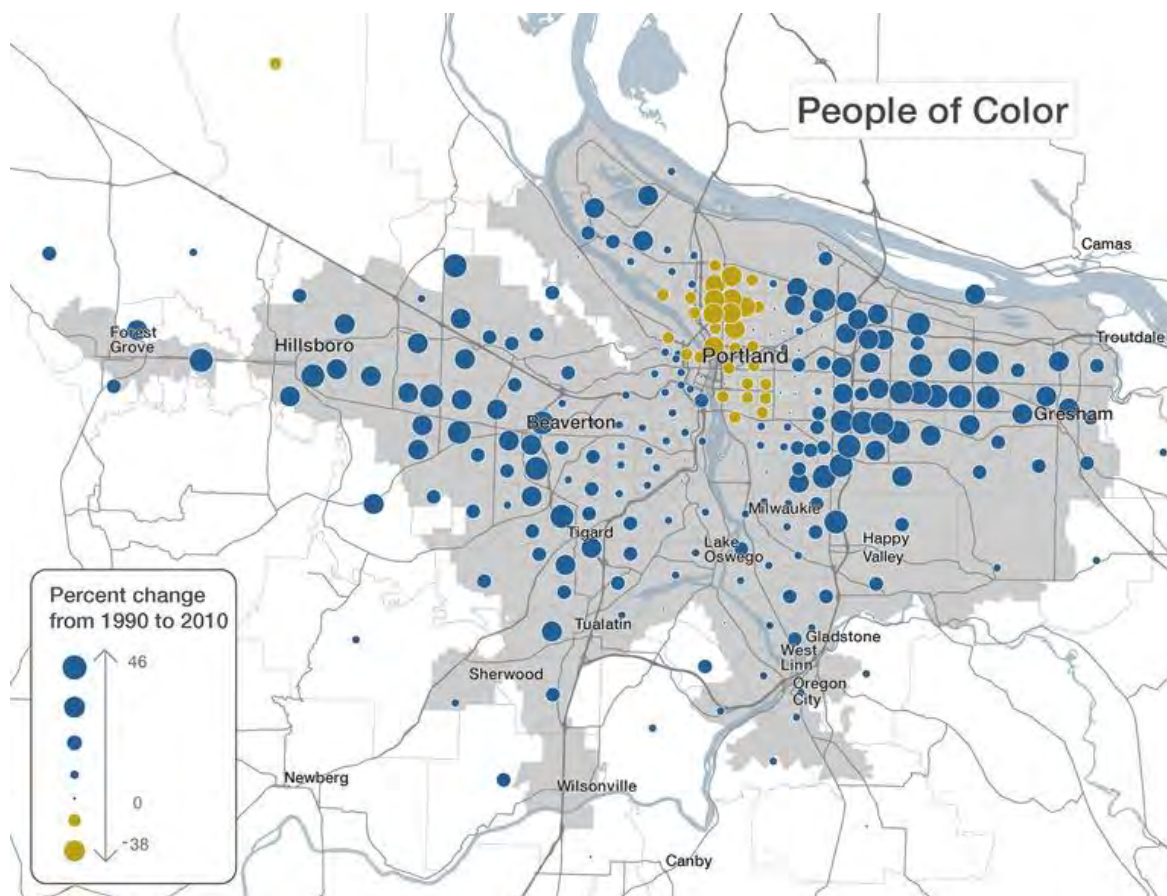 People of Color
Camas
Troutdale
Forest
Grove
Hillsboro
Portland
Gresham
Beaverton
Milwaukie
Tigard
Lake
Oswego
Happy
Valley
Percent change
from 1990 to 2010
46
0
-38
Tualatin
Gladstone
West
Linn
Sherwood
Oregon
City
Newberg
Wilsonville
Canby